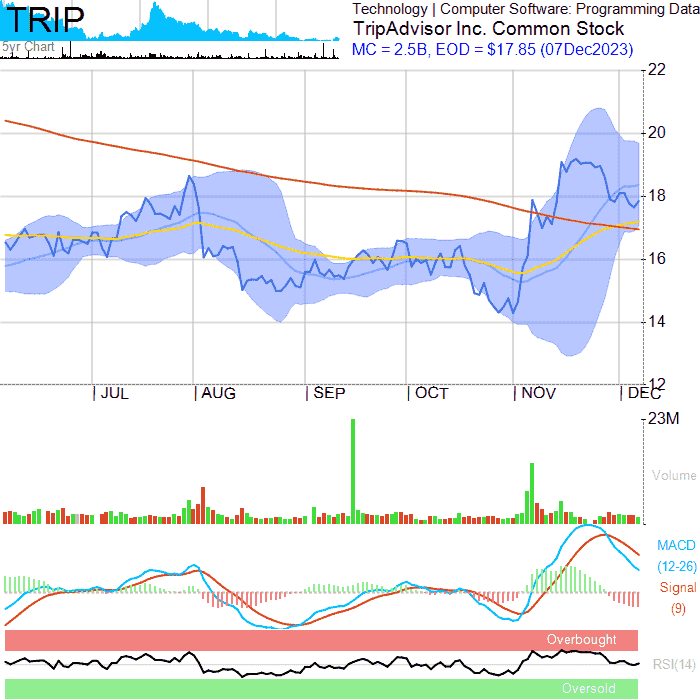 TRIP
5yr Chart
Technology | Computer Software: Programming Data
TripAdvisor Inc. Common Stock
MC = 2.5B, EOD = $17.85 (07Dec2023)
22
20
18
16
14
12
JUL AUG SEP OCT NOV DEC
23M
Volume
MACD
(12-26)
Signal
(9)
Overbought
RSI(14)
Oversold